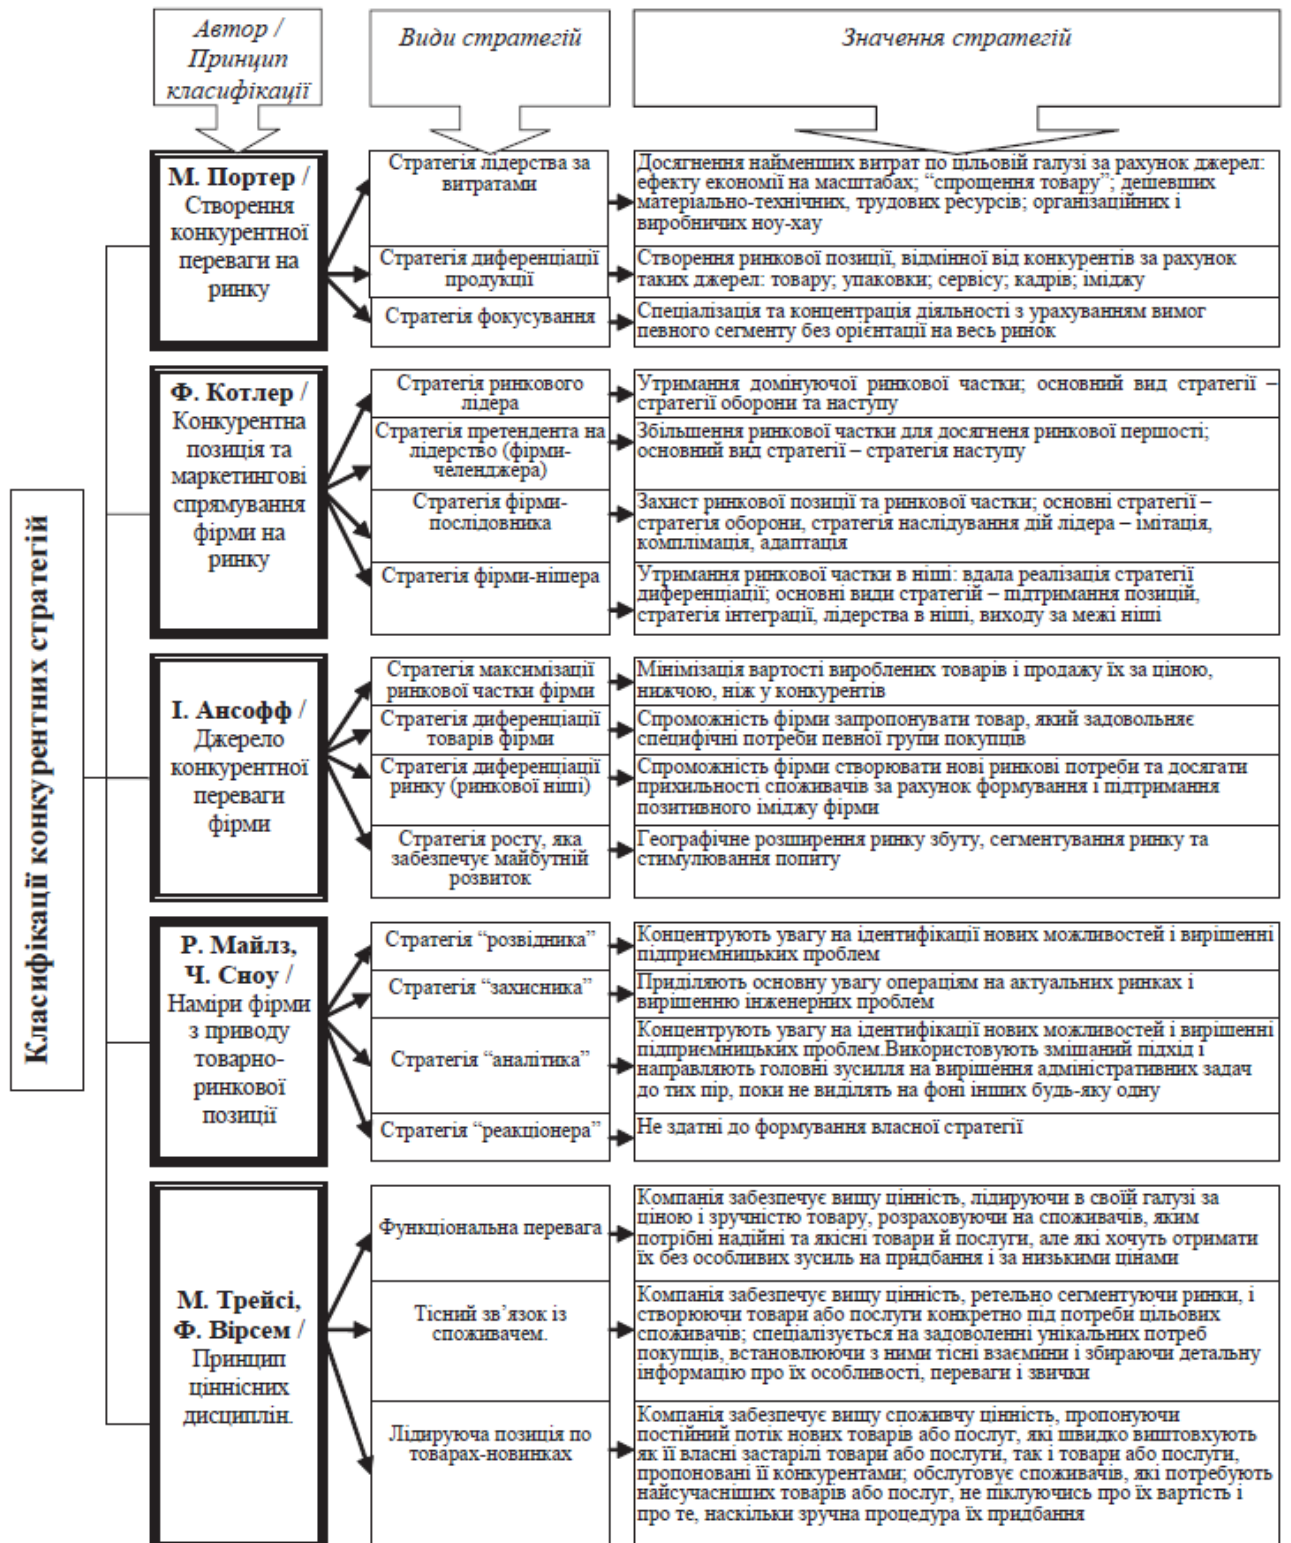 Автор /
Принцип
класифікації
Види стратегій
Значення стратегій
Класифікації конкурентних стратегій
М. Портер /
Створення
конкурентної
переваги на
ринку
Стратегія лідерства за
витратами
Досягнення найменших витрат по цільовій галузі за рахунок джерел:
ефекту економії на масштабах; “спрощення товару”; дешевших
матеріально-технічних, трудових ресурсів; організаційних і
виробничих ноу-хау
Стратегія диференціації
продукції
Створення ринкової позиції, відмінної від конкурентів за рахунок
таких джерел: товару; упаковки; сервісу; кадрів; іміджу
Стратегія фокусування
Спеціалізація та концентрація діяльності з урахуванням вимог
певного сегменту без орієнтації на весь ринок
Ф. Котлер /
Конкурентна
позиція та
маркетингові
спрямування
фірми на
ринку
Стратегія ринкового
лідера
Утримання домінуючої ринкової частки; основний вид стратегії –
стратегії оборони та наступу
Стратегія претендента на
лідерство (фірми-
челенджера)
Збільшення ринкової частки для досягненя ринкової першості;
основний вид стратегії – стратегія наступу
Стратегія фірми-
послідовника
Захист ринкової позиції та ринкової частки; основні стратегії –
стратегія оборони, стратегія наслідування дій лідера – імітація,
комплімація, адаптація
Стратегія фірми-нішера
Утримання ринкової частки в ніші: вдала реалізація стратегії
диференціації; основні види стратегій – підтримання позицій,
стратегія інтеграції, лідерства в ніші, виходу за межі ніші
І. Ансофф /
Джерело
конкурентної
переваги
фірми
Стратегія максимізації
ринкової частки фірми
Мінімізація вартості вироблених товарів і продажу їх за ціною,
нижчою, ніж у конкурентів
Стратегія диференціації
товарів фірми
Спроможність фірми запропонувати товар, який задовольняє
специфічні потреби певної групи покупців
Стратегія диференціації
ринку (ринкової ніші)
Спроможність фірми створювати нові ринкові потреби та досягати
прихильності споживачів за рахунок формування і підтримання
позитивного іміджу фірми
Стратегія росту, яка
забезпечує майбутній
розвиток
Географічне розширення ринку збуту, сегментування ринку та
стимулювання попиту
Р. Майлз,
Ч. Сноу /
Наміри фірми
з приводу
товарно-
ринкової
позиції
Стратегія “розвідника”
Концентрують увагу на ідентифікації нових можливостей і вирішенні
підприємницьких проблем
Стратегія “захисника”
Приділяють основну увагу операціям на актуальних ринках і
вирішенню інженерних проблем
Стратегія “аналітика”
Концентрують увагу на ідентифікації нових можливостей і вирішенні
підприємницьких проблем.Використовують змішаний підхід і
направляють головні зусилля на вирішення адміністративних задач
до тих пір, поки не виділять на фоні інших будь-яку одну
Стратегія “реакціонера”
Не здатні до формування власної стратегії
М. Трейсі,
Ф. Вірсем /
Принцип
ціннісних
дисциплін.
Функціональна перевага
Компанія забезпечує вищу цінність, лідируючи в своїй галузі за
ціною і зручністю товару, розраховуючи на споживачів, яким
потрібні надійні та якісні товари й послуги, але які хочуть отримати
їх без особливих зусиль на придбання і за низькими цінами
Тісний зв’язок із
споживачем.
Компанія забезпечує вищу цінність, ретельно сегментуючи ринки, і
створюючи товари або послуги конкретно під потреби цільових
споживачів; спеціалізується на задоволенні унікальних потреб
покупців, встановлюючи з ними тісні взаємини і збираючи детальну
інформацію про їх особливості, переваги і звички
Лідируюча позиція по
товарах-новинках
Компанія забезпечує вищу споживчу цінність, пропонуючи
постійний потік нових товарів або послуг, які швидко виштовхують
як її власні застарілі товари або послуги, так і товари або послуги,
пропоновані її конкурентами; обслуговує споживачів, які потребують
найсучасніших товарів або послуг, не піклуючись про їх вартість і
про те, наскільки зручна процедура їх придбання